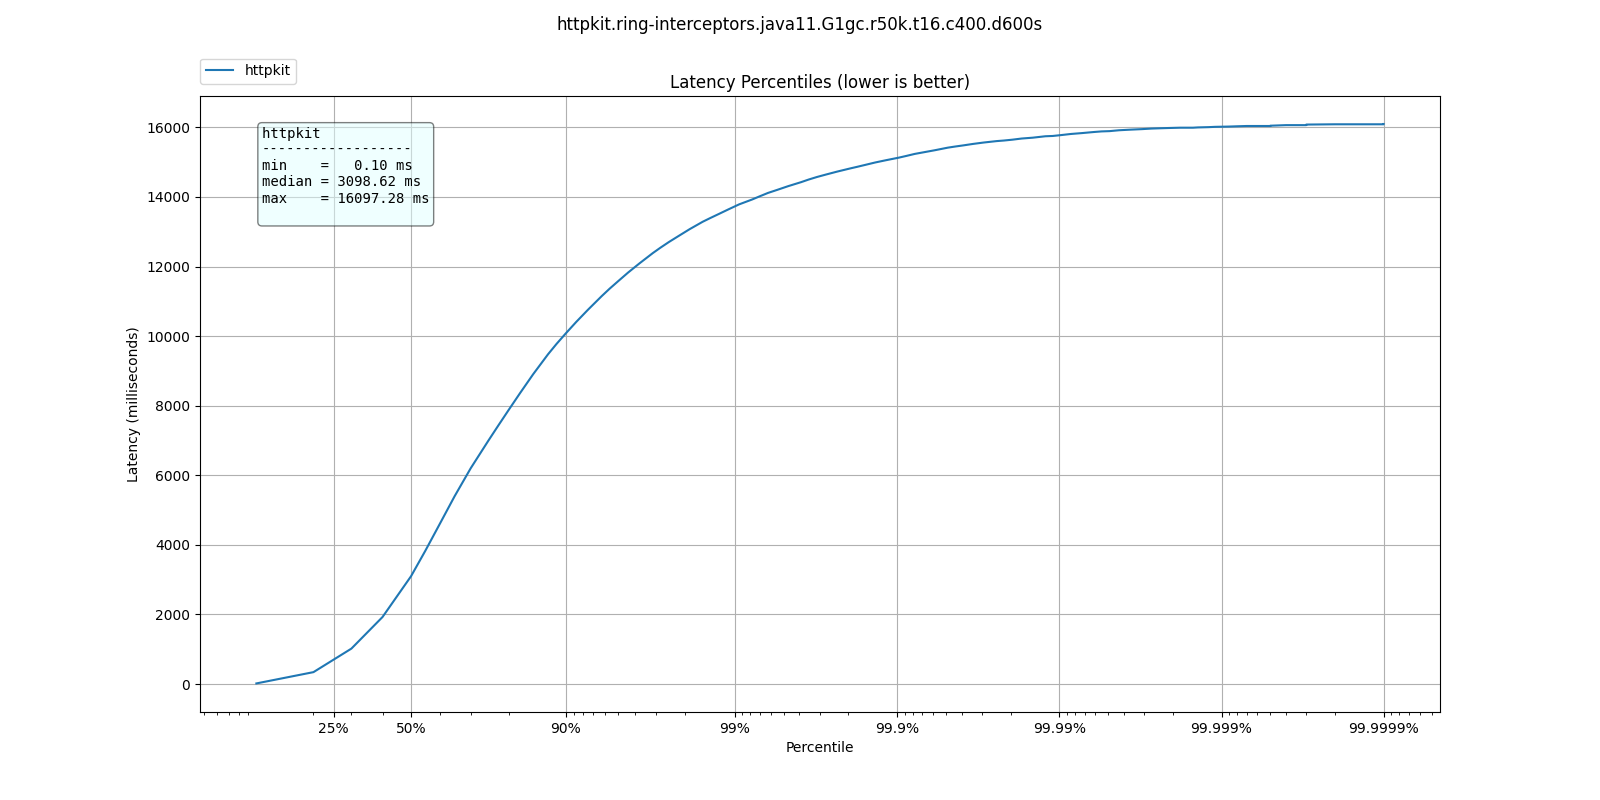 httpkit.ring-interceptors.java11.G1gc.r50k.t16.c400.d600s
httpkit
Latency Percentiles (lower is better)
httpkit
------------------
min    =   0.10 ms
median = 3098.62 ms
max    = 16097.28 ms
16000
14000
12000
10000
8000
6000
4000
2000
0
Latency (milliseconds)
25% 50% 90% 99% 99.9% 99.99% 99.999% 99.9999%
Percentile